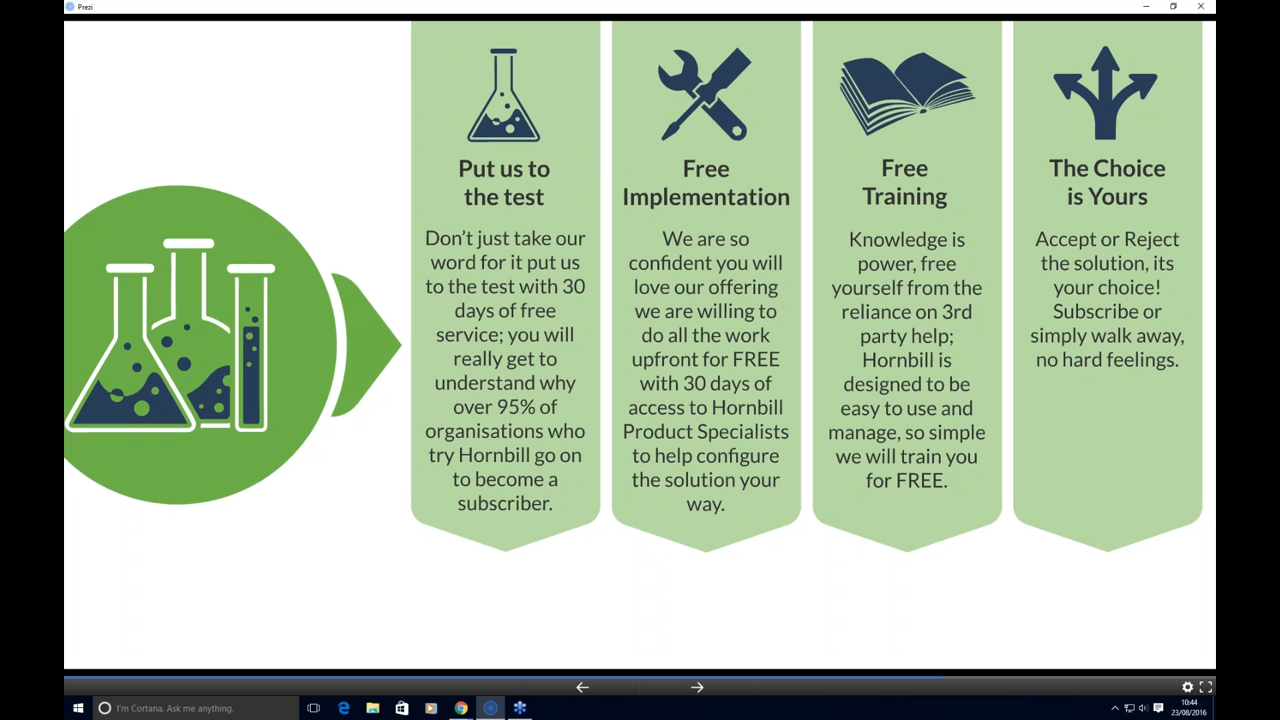 Prezi
Put us to
the test
Don't just take our
word for it put us
to the test with 30
days of free
service; you will
really get to
understand why
over 95% of
organisations who
try Hornbill go on
to become a
subscriber.
Free
Implementation
We are so
confident you will
love our offering
we are willing to
do all the work
upfront for FREE
with 30 days of
access to Hornbill
Product Specialists
to help configure
the solution your
way.
Free
Training
Knowledge is
power, free
yourself from the
reliance on 3rd
party help;
Hornbill is
designed to be
easy to use and
manage, so simple
we will train you
for FREE.
The Choice
is Yours
Accept or Reject
the solution, its
your choice!
Subscribe or
simply walk away,
no hard feelings.
I'm Cortana. Ask me anything.
10:44
23/08/2016